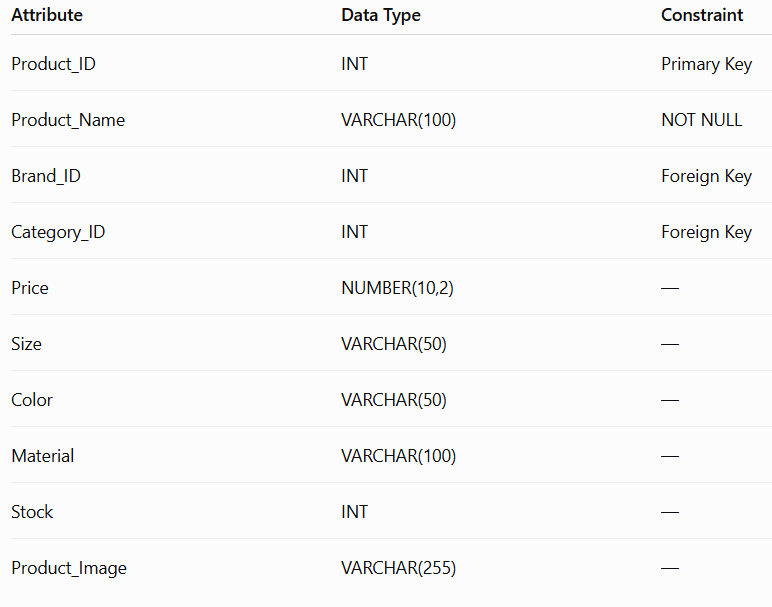 Attribute Data Type Constraint
Product_ID INT Primary Key
Product_Name VARCHAR(100) NOT NULL
Brand_ID INT Foreign Key
Category_ID INT Foreign Key
Price NUMBER(10,2) —
Size VARCHAR(50) —
Color VARCHAR(50) —
Material VARCHAR(100) —
Stock INT —
Product_Image VARCHAR(255) —